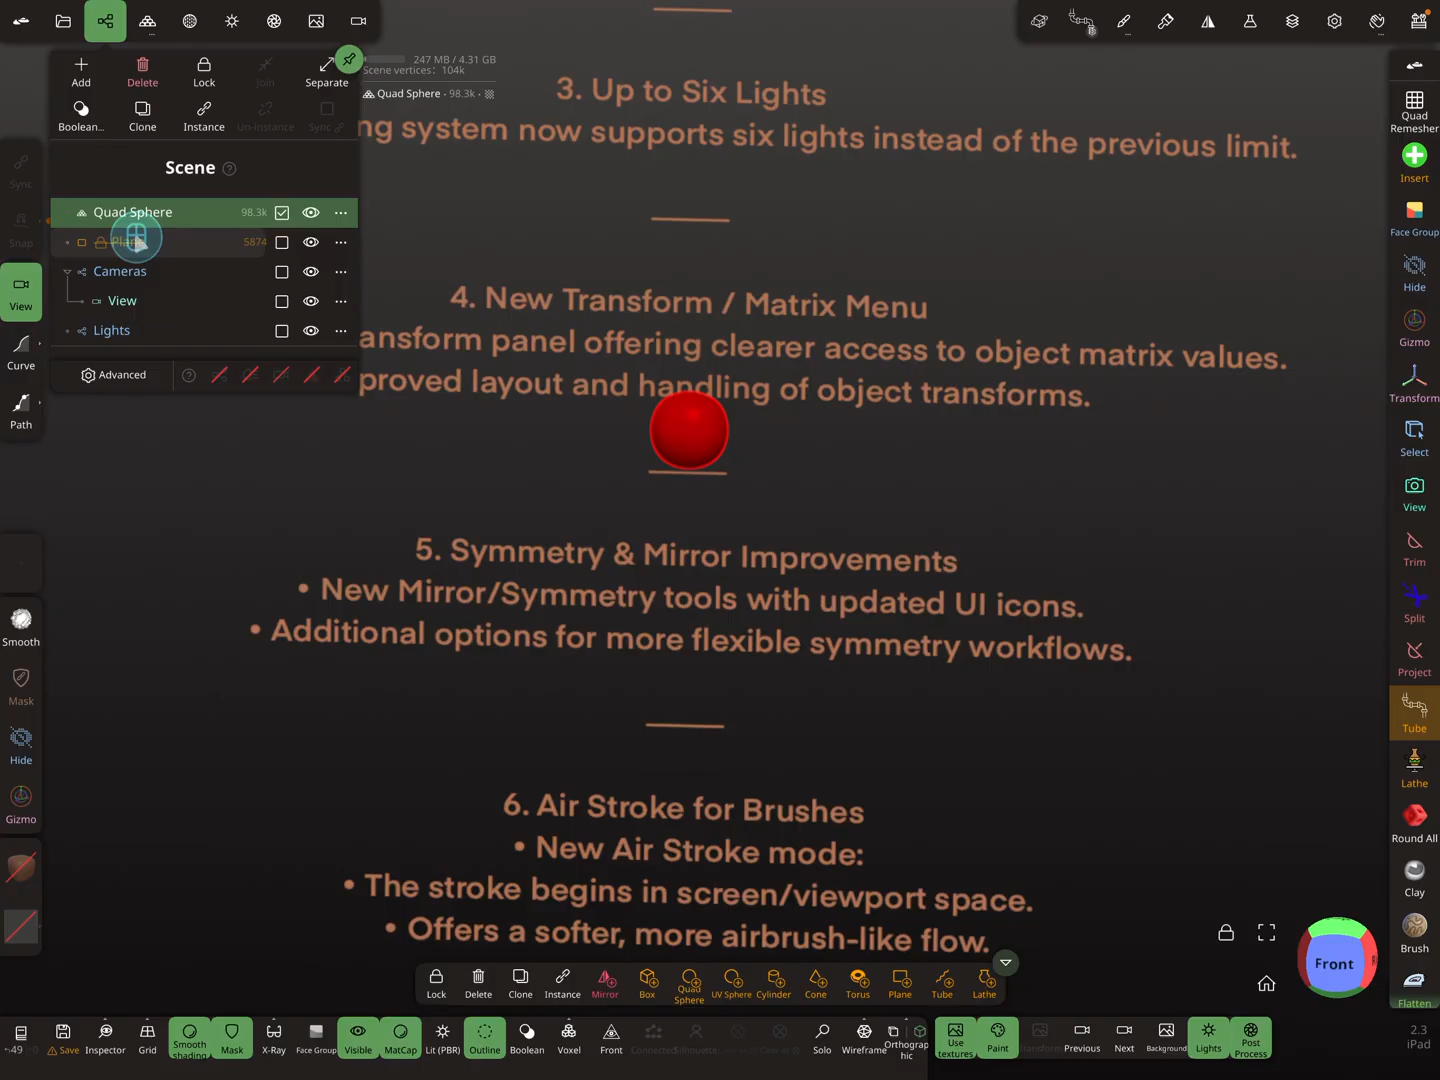 247 MB / 4.31 GB
Scene vertices: 104k
Quad Sphere · 98.3k ·
Add
Delete
Lock
Join
Separate
Boolean...
Clone
Instance
Un-instance
Sync
Scene
Quad Sphere 98.3k
Plane 5874
Cameras
View
Lights
Advanced
Sync
Snap
View
Curve
Path
Smooth
Mask
Hide
Gizmo
3. Up to Six Lights
ng system now supports six lights instead of the previous limit.
4. New Transform / Matrix Menu
ansform panel offering clearer access to object matrix values.
proved layout and handling of object transforms.
5. Symmetry & Mirror Improvements
• New Mirror/Symmetry tools with updated UI icons.
• Additional options for more flexible symmetry workflows.
6. Air Stroke for Brushes
• New Air Stroke mode:
• The stroke begins in screen/viewport space.
• Offers a softer, more airbrush-like flow.
Quad
Remesher
Insert
Face Group
Hide
Gizmo
Transform
Select
View
Trim
Split
Project
Tube
Lathe
Round All
Clay
Brush
Flatten
Front
Lock
Delete
Clone
Instance
Mirror
Box
Quad
Sphere
UV Sphere
Cylinder
Cone
Torus
Plane
Tube
Lathe
Save
Inspector
Grid
Smooth
shading
Mask
X-Ray
Face Group
Visible
MatCap
Lit (PBR)
Outline
Boolean
Voxel
Front
Solo
Wireframe
Orthograp
hic
Use
textures
Paint
Previous
Next
Background
Lights
Post
Process
2.3
iPad